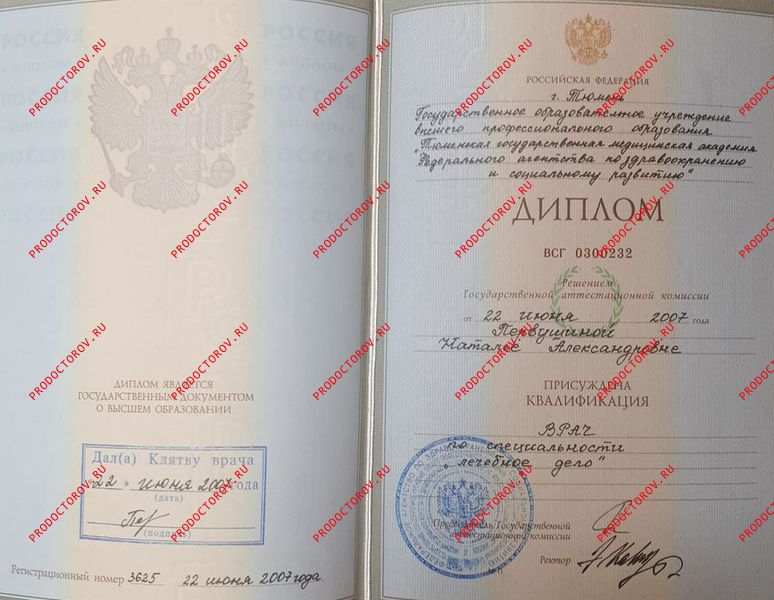 ДИПЛОМ ЯВЛЯЕТСЯ
ГОСУДАРСТВЕННЫМ ДОКУМЕНТОМ
О ВЫСШЕМ ОБРАЗОВАНИИ
Дал(а) Клятву врача
"22" июня 2007 года
(дата)
(подпись)
Регистрационный номер 3625 22 июня 2007 года
РОССИЙСКАЯ ФЕДЕРАЦИЯ
г. Тюмень
Государственное образовательное учреждение
высшего профессионального образования
"Тюменская государственная медицинская академия
Федерального агентства по здравоохранению
и социальному развитию"
ДИПЛОМ
ВСГ 0300232
Решением
Государственной аттестационной комиссии
от 22 июня 2007 года
Первушиной
Наталье Александровне
ПРИСУЖДЕНА
КВАЛИФИКАЦИЯ
ВРАЧ
по специальности
"лечебное дело"
Председатель Государственной
аттестационной комиссии
Ректор
PRODOCTOROV.RU